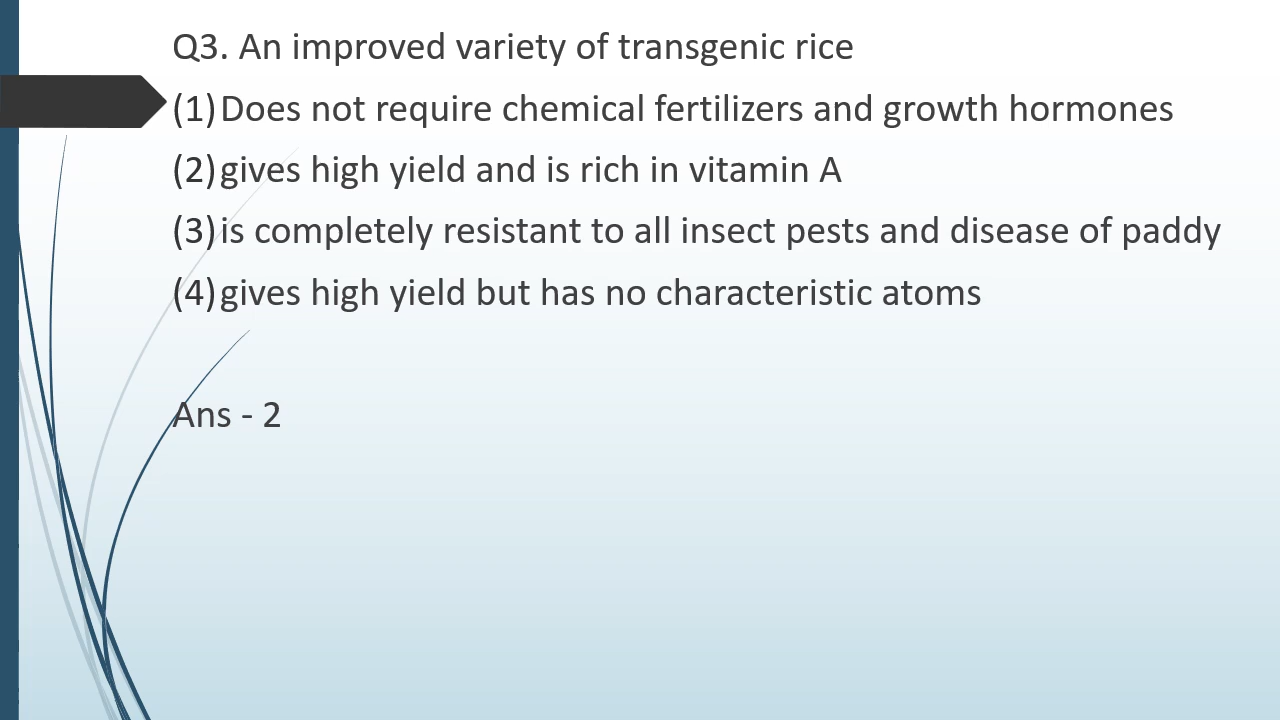 Q3. An improved variety of transgenic rice
(1) Does not require chemical fertilizers and growth hormones
(2) gives high yield and is rich in vitamin A
(3) is completely resistant to all insect pests and disease of paddy
(4) gives high yield but has no characteristic atoms
Ans - 2